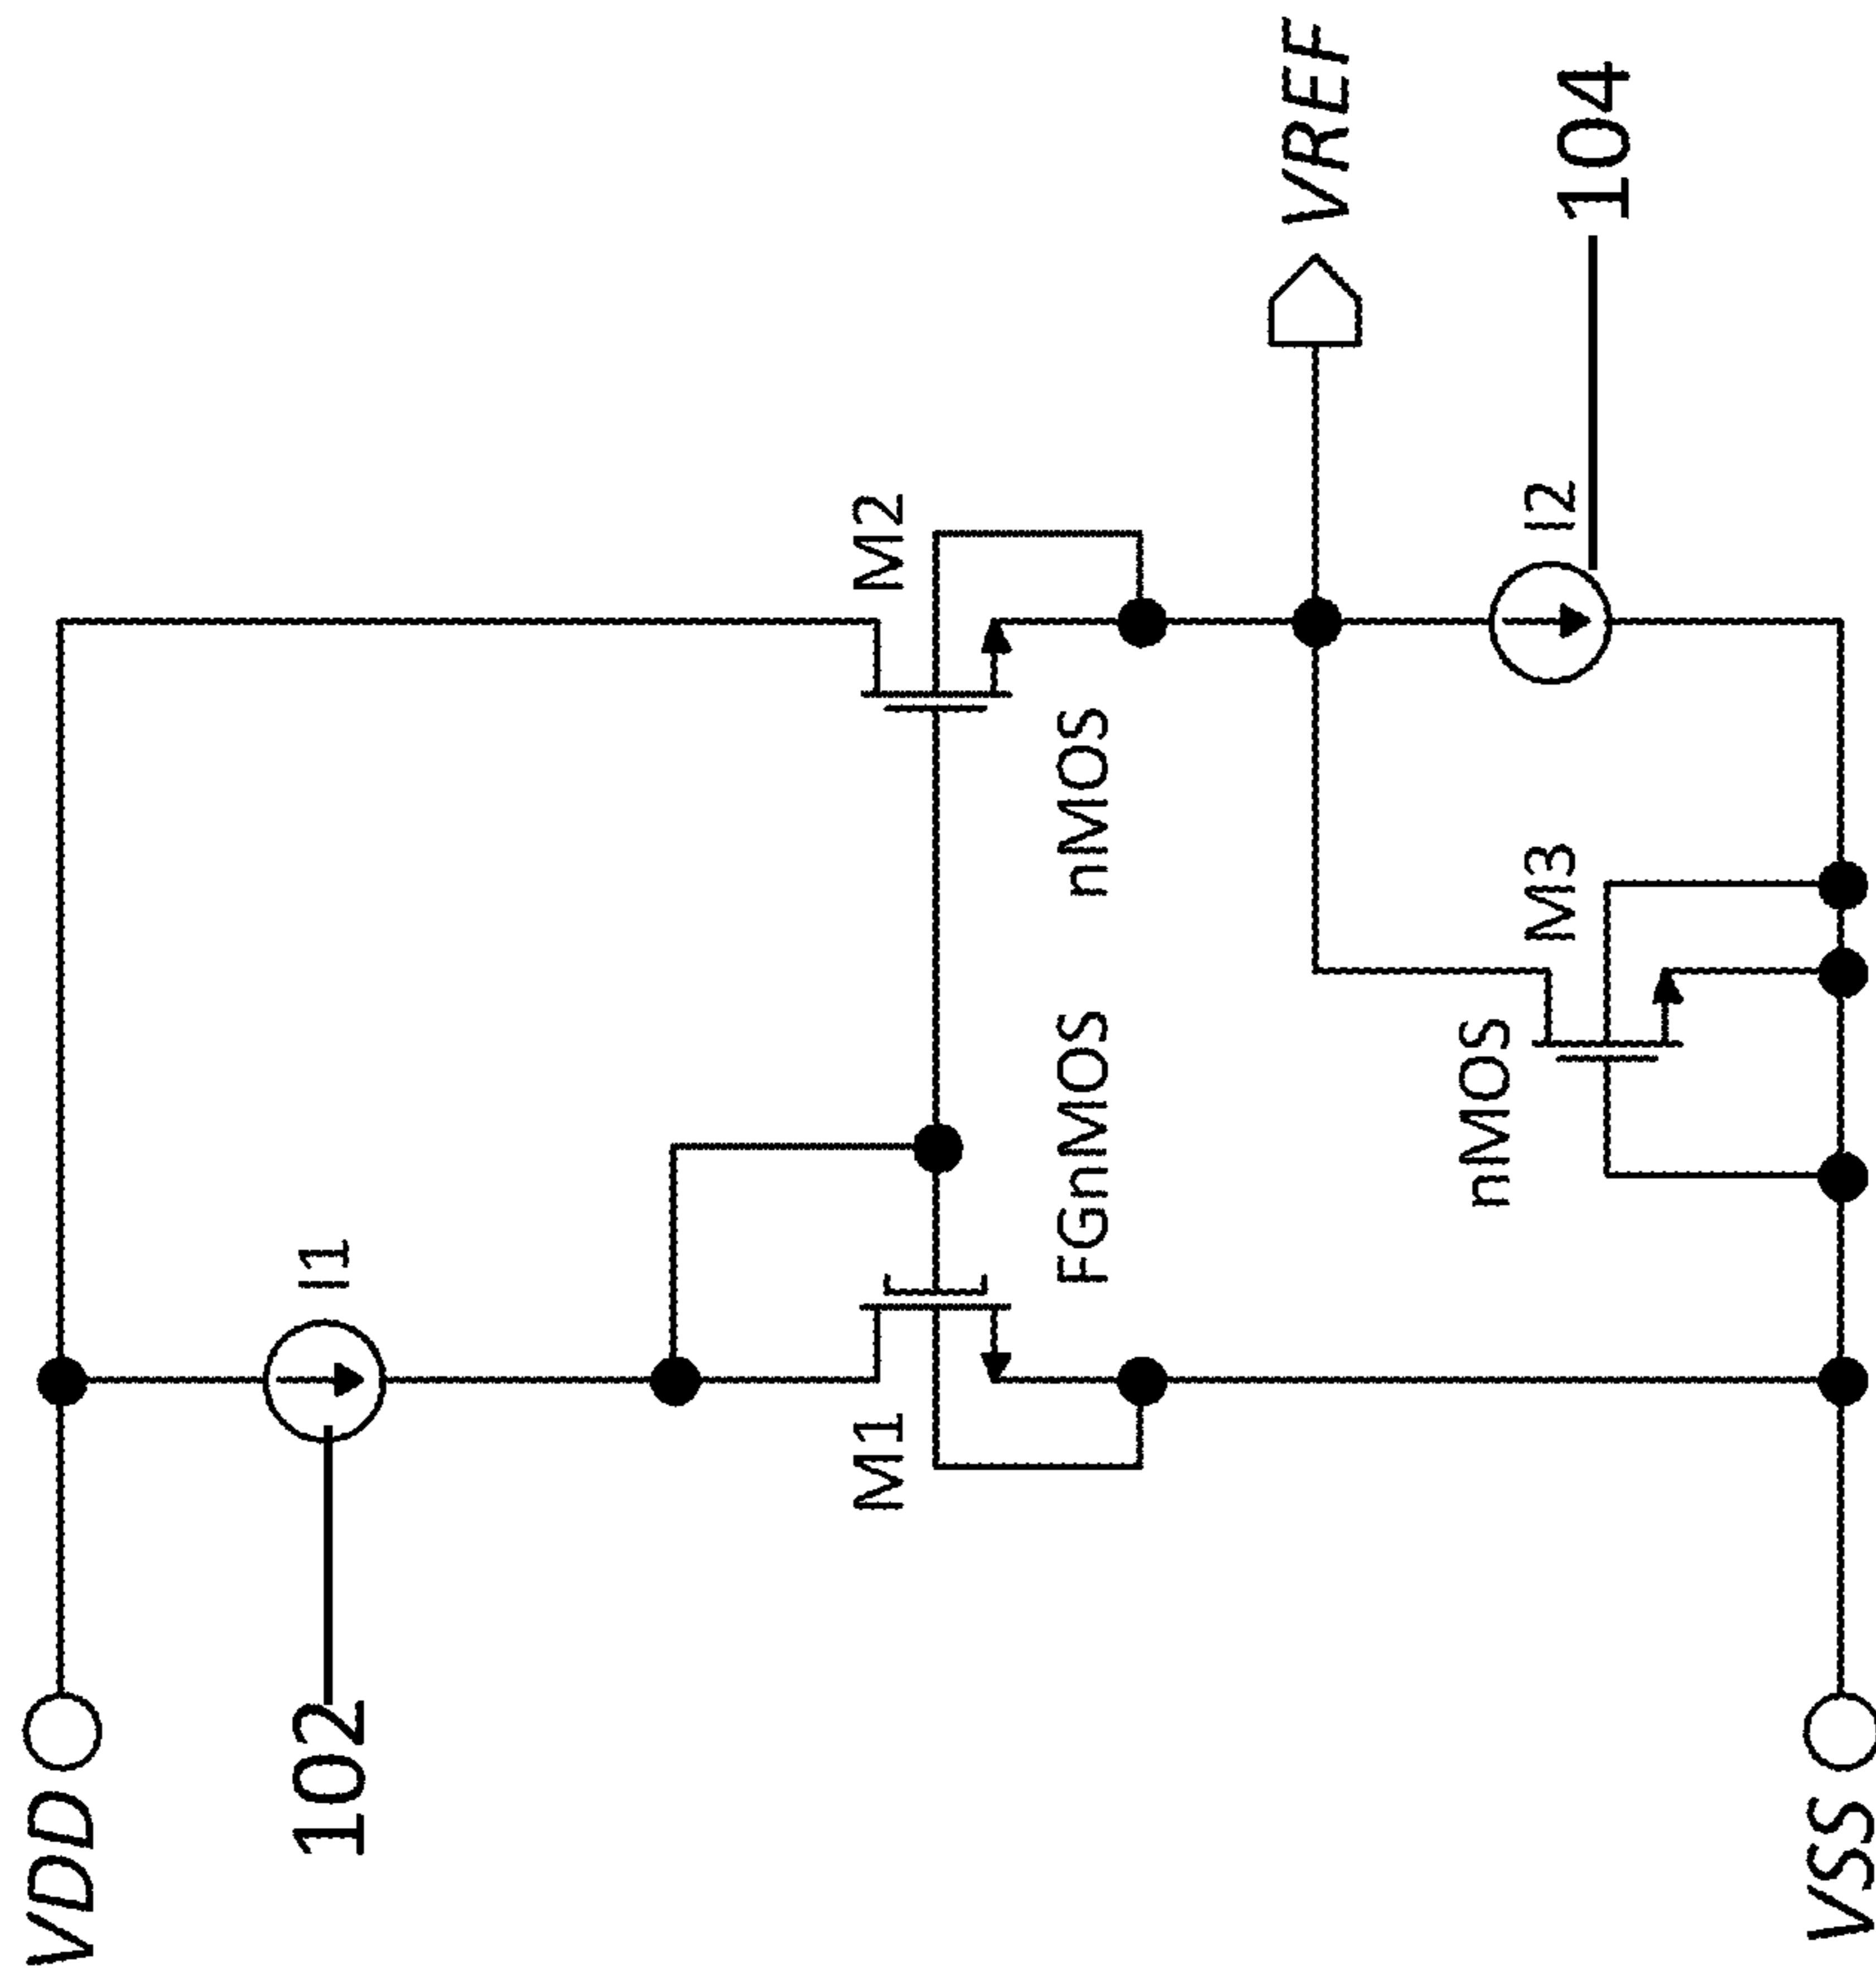 VDD
I1
102
M1
M2
FGnMOS
nMOS
VREF
nMOS
M3
I2
104
VSS